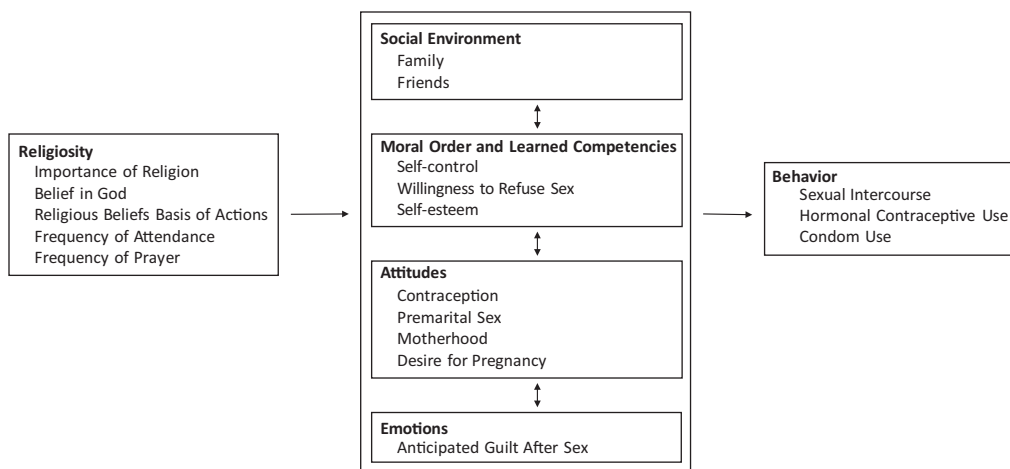 Religiosity
Importance of Religion
Belief in God
Religious Beliefs Basis of Actions
Frequency of Attendance
Frequency of Prayer
Social Environment
Family
Friends
Moral Order and Learned Competencies
Self-control
Willingness to Refuse Sex
Self-esteem
Attitudes
Contraception
Premarital Sex
Motherhood
Desire for Pregnancy
Emotions
Anticipated Guilt After Sex
Behavior
Sexual Intercourse
Hormonal Contraceptive Use
Condom Use